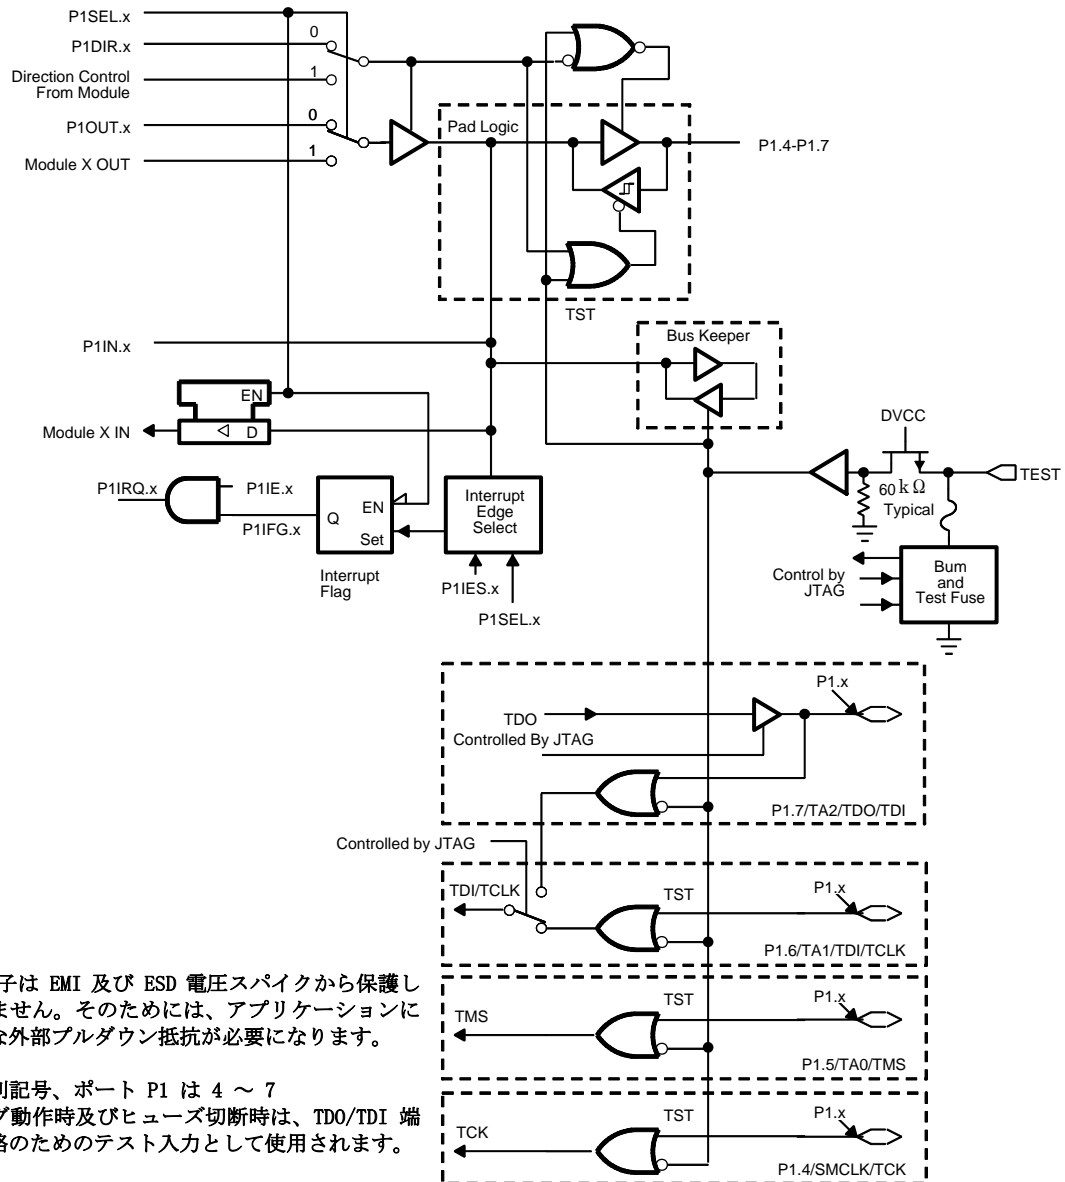 P1SEL.x
P1DIR.x
0
Direction Control
From Module
1
P1OUT.x
0
Module X OUT
1
Pad Logic
P1.4-P1.7
TST
P1IN.x
Bus Keeper
EN
D
Module X IN
DVCC
TEST
60 k Ω
Typical
P1IRQ.x
P1IE.x
P1IFG.x
Q
EN
Set
Interrupt
Flag
Interrupt
Edge
Select
P1IES.x
P1SEL.x
Control by
JTAG
Bum
and
Test Fuse
TDO
Controlled By JTAG
P1.x
P1.7/TA2/TDO/TDI
Controlled by JTAG
TDI/TCLK
TST
P1.x
P1.6/TA1/TDI/TCLK
TMS
TST
P1.x
P1.5/TA0/TMS
TCK
TST
P1.x
P1.4/SMCLK/TCK
子は EMI 及び ESD 電圧スパイクから保護し
ません。そのためには、アプリケーションに
な外部プルダウン抵抗が必要になります。
別記号、ポート P1 は 4 ～ 7
グ動作時及びヒューズ切断時は、TDO/TDI 端
路のためのテスト入力として使用されます。